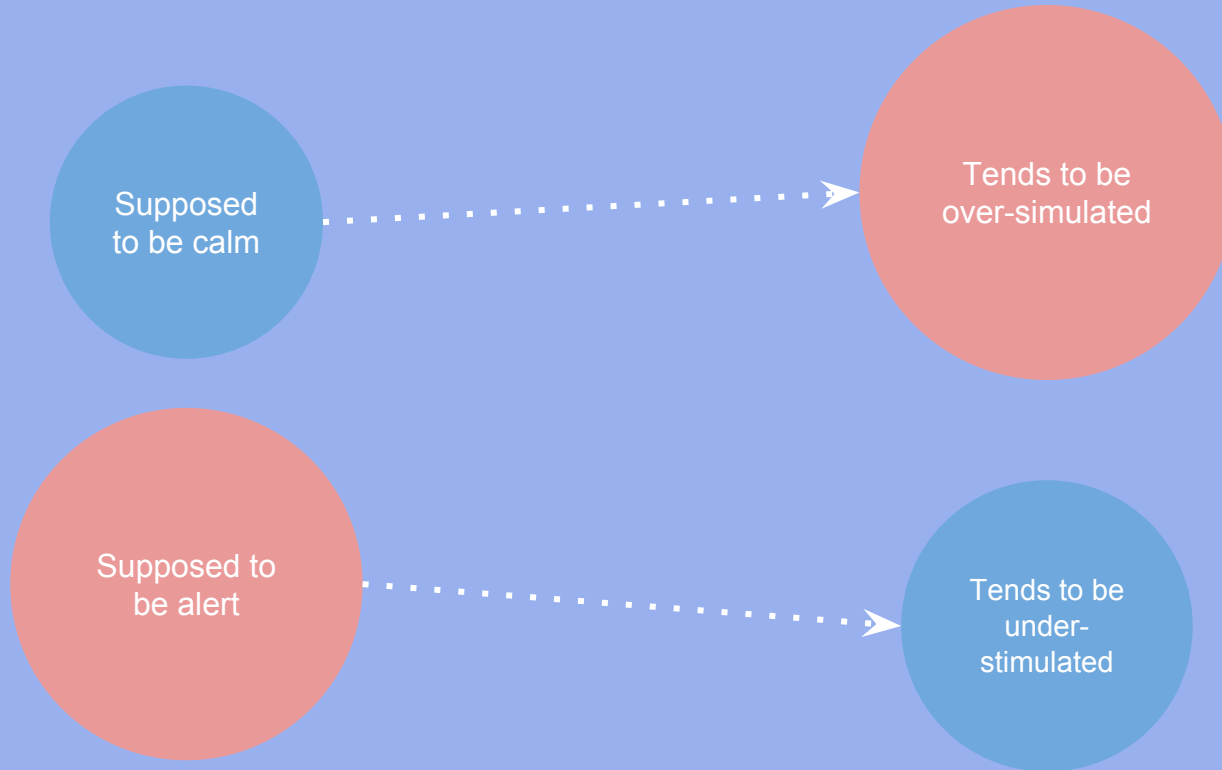 Supposed
to be calm
Tends to be
over-simulated
Supposed to
be alert
Tends to be
under-
stimulated